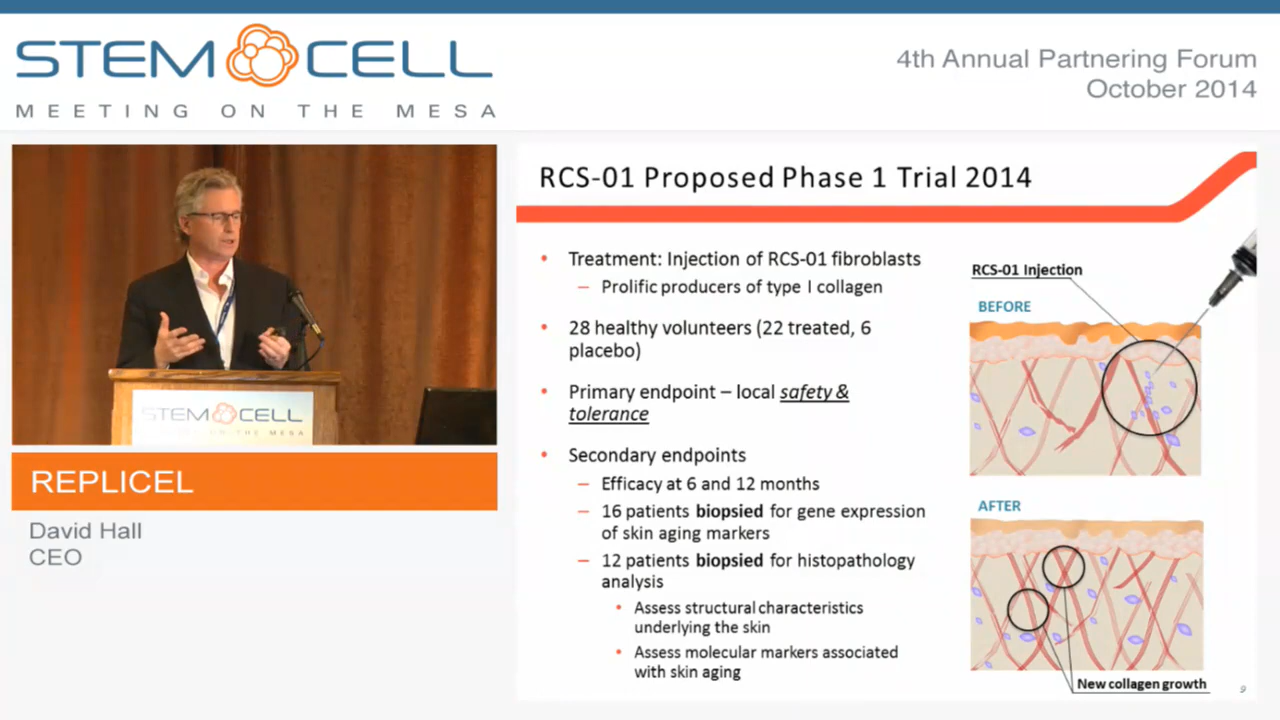 STEM CELL
MEETING ON THE MESA
4th Annual Partnering Forum
October 2014
STEM CELL
MEETING ON THE MESA
REPLICEL
David Hall
CEO
RCS-01 Proposed Phase 1 Trial 2014
• Treatment: Injection of RCS-01 fibroblasts
– Prolific producers of type I collagen
• 28 healthy volunteers (22 treated, 6
placebo)
• Primary endpoint – local safety &
tolerance
• Secondary endpoints
– Efficacy at 6 and 12 months
– 16 patients biopsied for gene expression
of skin aging markers
– 12 patients biopsied for histopathology
analysis
• Assess structural characteristics
underlying the skin
• Assess molecular markers associated
with skin aging
RCS-01 Injection
BEFORE
AFTER
New collagen growth
9